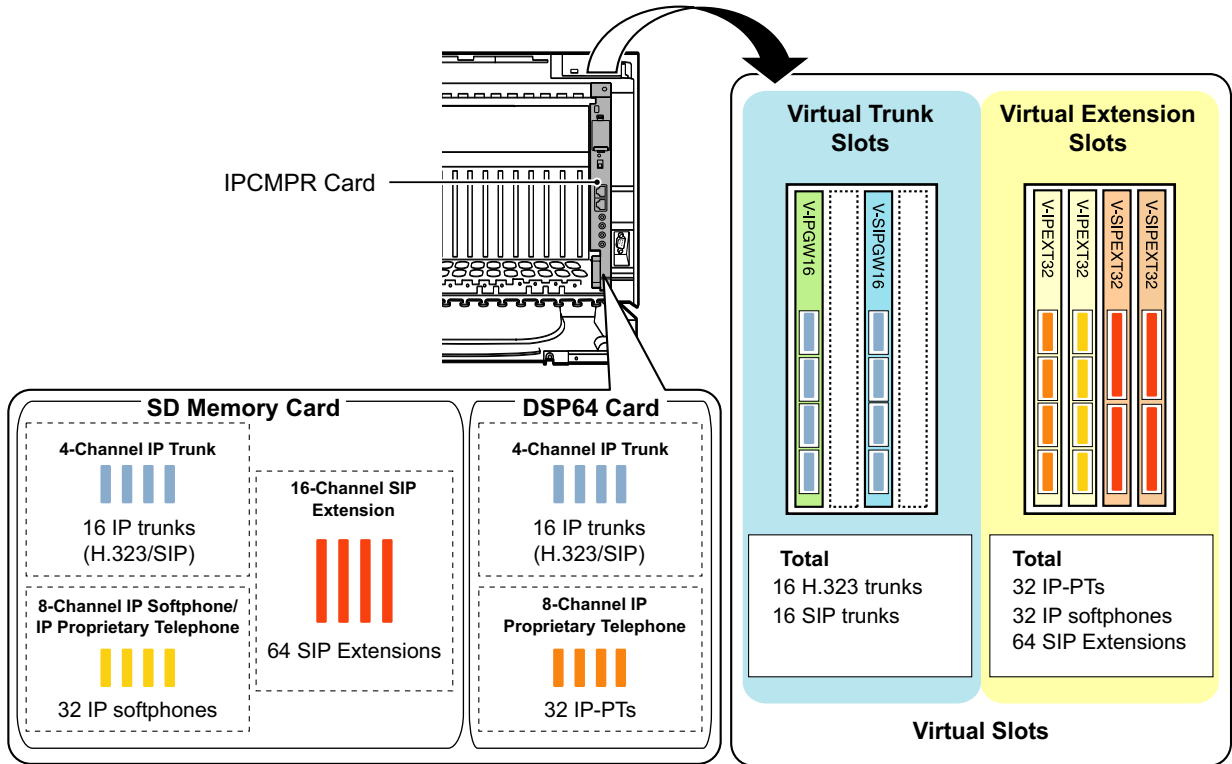 IPCMPR Card
Virtual Trunk
Slots
Virtual Extension
Slots
V-IPGW16
V-SIPGW16
V-IPEXT32
V-IPEXT32
V-SIPEXT32
V-SIPEXT32
SD Memory Card
4-Channel IP Trunk
16 IP trunks
(H.323/SIP)
16-Channel SIP
Extension
64 SIP Extensions
8-Channel IP Softphone/
IP Proprietary Telephone
32 IP softphones
DSP64 Card
4-Channel IP Trunk
16 IP trunks
(H.323/SIP)
8-Channel IP
Proprietary Telephone
32 IP-PTs
Total
16 H.323 trunks
16 SIP trunks
Total
32 IP-PTs
32 IP softphones
64 SIP Extensions
Virtual Slots